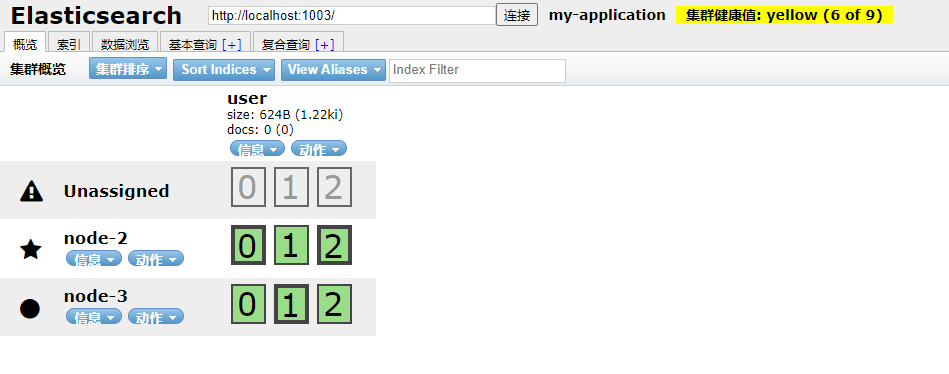 Elasticsearch http://localhost:1003/ 连接 my-application 集群健康值: yellow (6 of 9)
概览 索引 数据浏览 基本查询 [+] 复合查询 [+]
集群概览 集群排序 Sort Indices View Aliases Index Filter
user
size: 624B (1.22ki)
docs: 0 (0)
信息 动作
Unassigned 0 1 2
node-2 0 1 2
信息 动作
node-3 0 1 2
信息 动作